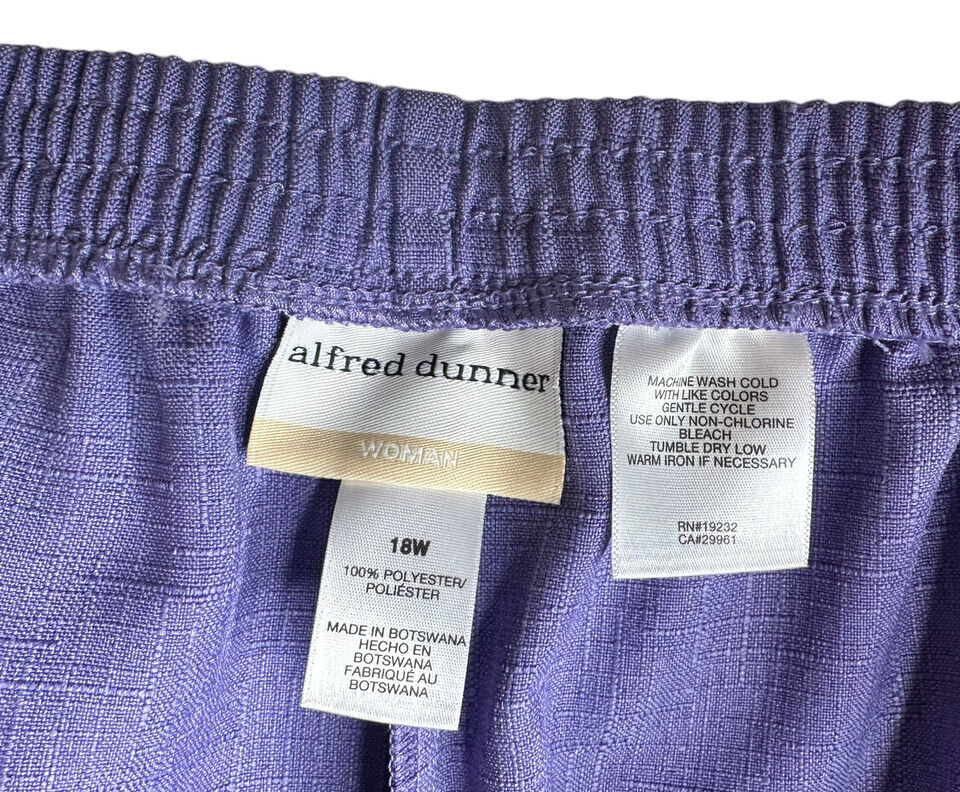 alfred dunner
WOMAN
18W
100% POLYESTER/
POLIÉSTER
MADE IN BOTSWANA
HECHO EN
BOTSWANA
FABRIQUÉ AU
BOTSWANA
MACHINE WASH COLD
WITH LIKE COLORS
GENTLE CYCLE
USE ONLY NON-CHLORINE
BLEACH
TUMBLE DRY LOW
WARM IRON IF NECESSARY
RN#19232
CA#29961